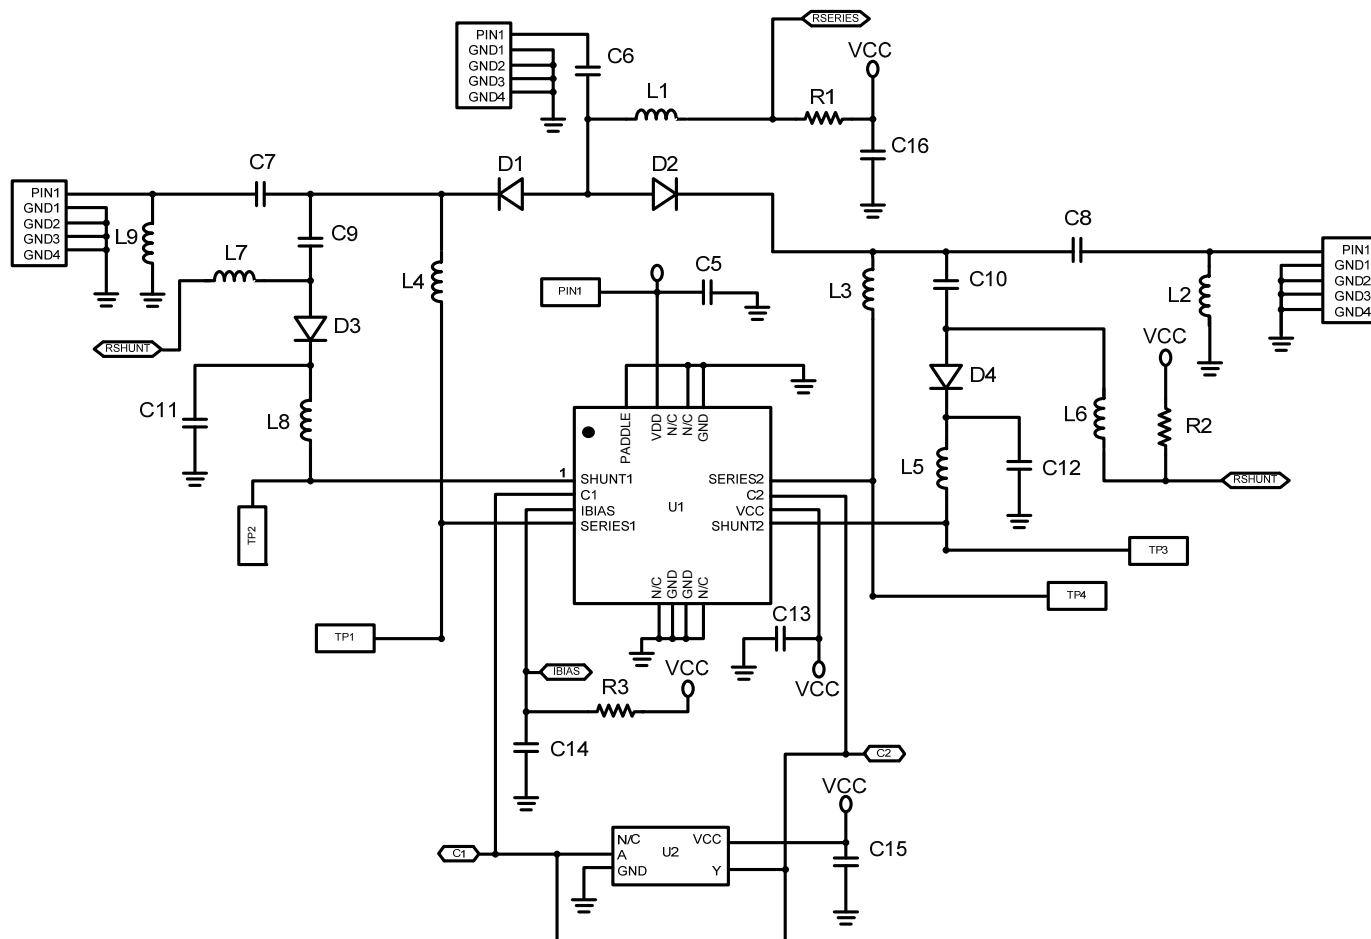 RSERIES
PIN1
GND1
GND2
GND3
GND4
C6
VCC
L1
R1
C16
C7
D1
D2
PIN1
GND1
GND2
GND3
GND4
L9
L7
C9
L4
C8
PIN1
GND1
GND2
GND3
GND4
C5
PIN1
L3
C10
L2
RSHUNT
D3
VCC
D4
C11
L8
L6
R2
PADDLE
VDD
N/C
N/C
GND
L5
C12
1
SHUNT1
C1
IBIAS
SERIES1
U1
SERIES2
C2
VCC
SHUNT2
RSHUNT
TP2
TP3
N/C
GND
GND
N/C
TP4
TP1
C13
IBIAS
R3
VCC
VCC
C14
C2
VCC
C1
N/C
A
GND
U2
VCC
Y
C15